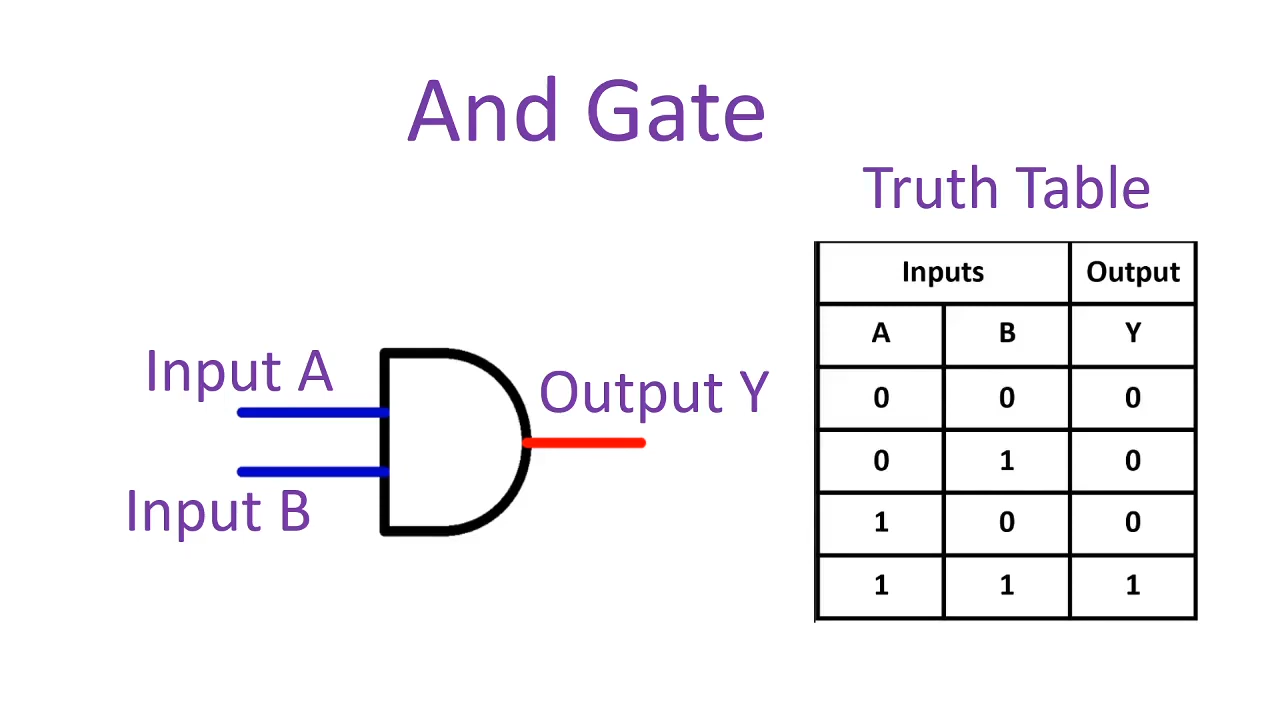 And Gate
Truth Table
Inputs Output
A B Y
0 0 0
0 1 0
1 0 0
1 1 1
Input A
Output Y
Input B